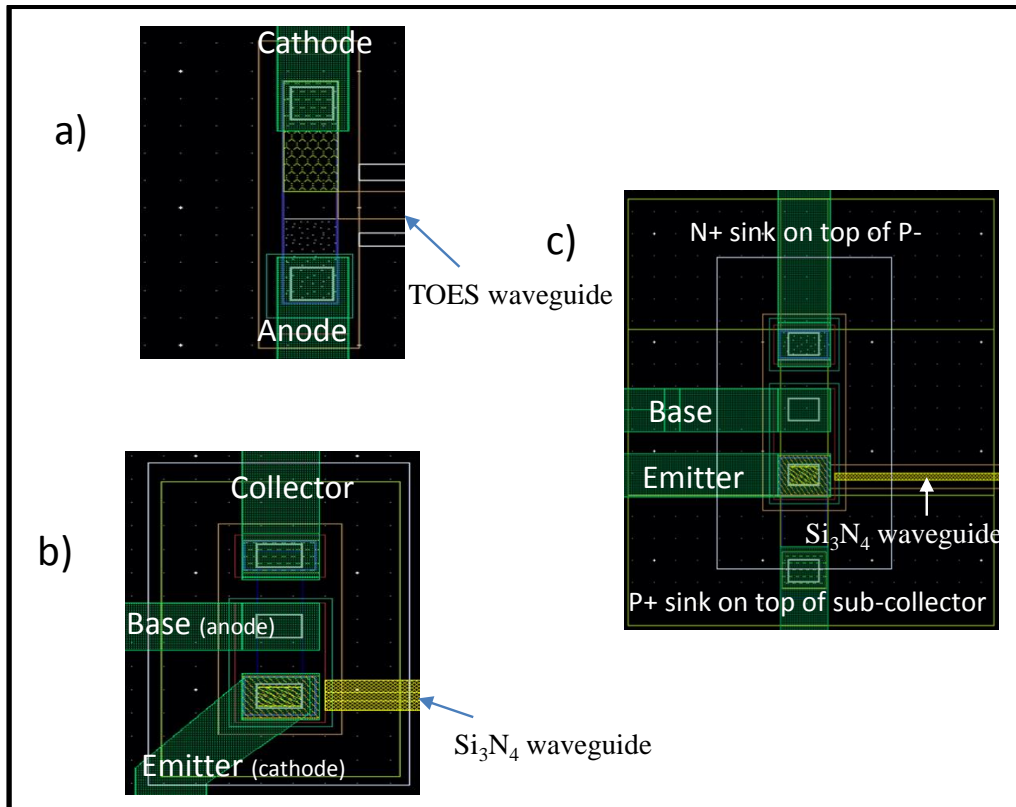 a)
Cathode
TOES waveguide
Anode
b)
Collector
Base (anode)
Emitter (cathode)
Si₃N₄ waveguide
c)
N+ sink on top of P-
Base
Emitter
Si₃N₄ waveguide
P+ sink on top of sub-collector